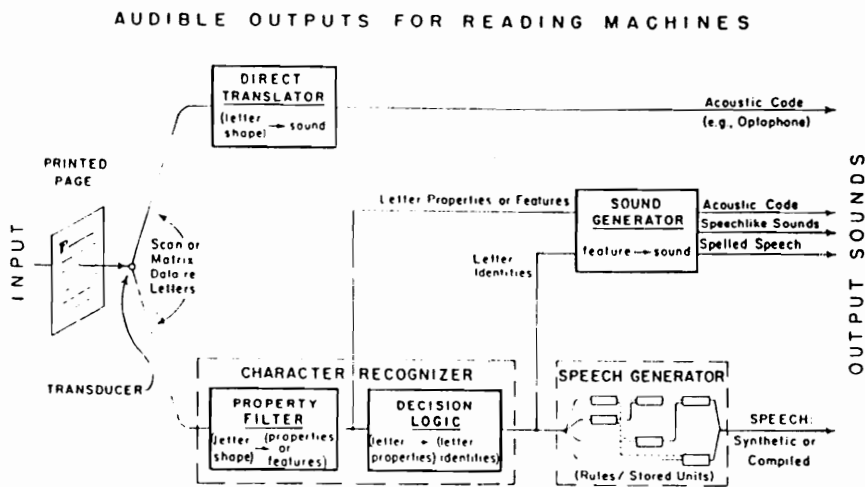 AUDIBLE OUTPUTS FOR READING MACHINES
DIRECT
TRANSLATOR
(letter
shape) → sound
Acoustic Code
(e.g., Optophone)
PRINTED
PAGE
INPUT
Scan or
Matrix
Data re
Letters
TRANSDUCER
Letter Properties or Features
Letter
Identities
SOUND
GENERATOR
feature → sound
Acoustic Code
Speechlike Sounds
Spelled Speech
OUTPUT SOUNDS
CHARACTER RECOGNIZER
PROPERTY
FILTER
(letter → (properties
shape) or
features)
DECISION
LOGIC
(letter → (letter
properties) identities)
SPEECH GENERATOR
(Rules / Stored Units)
SPEECH:
Synthetic or
Compiled